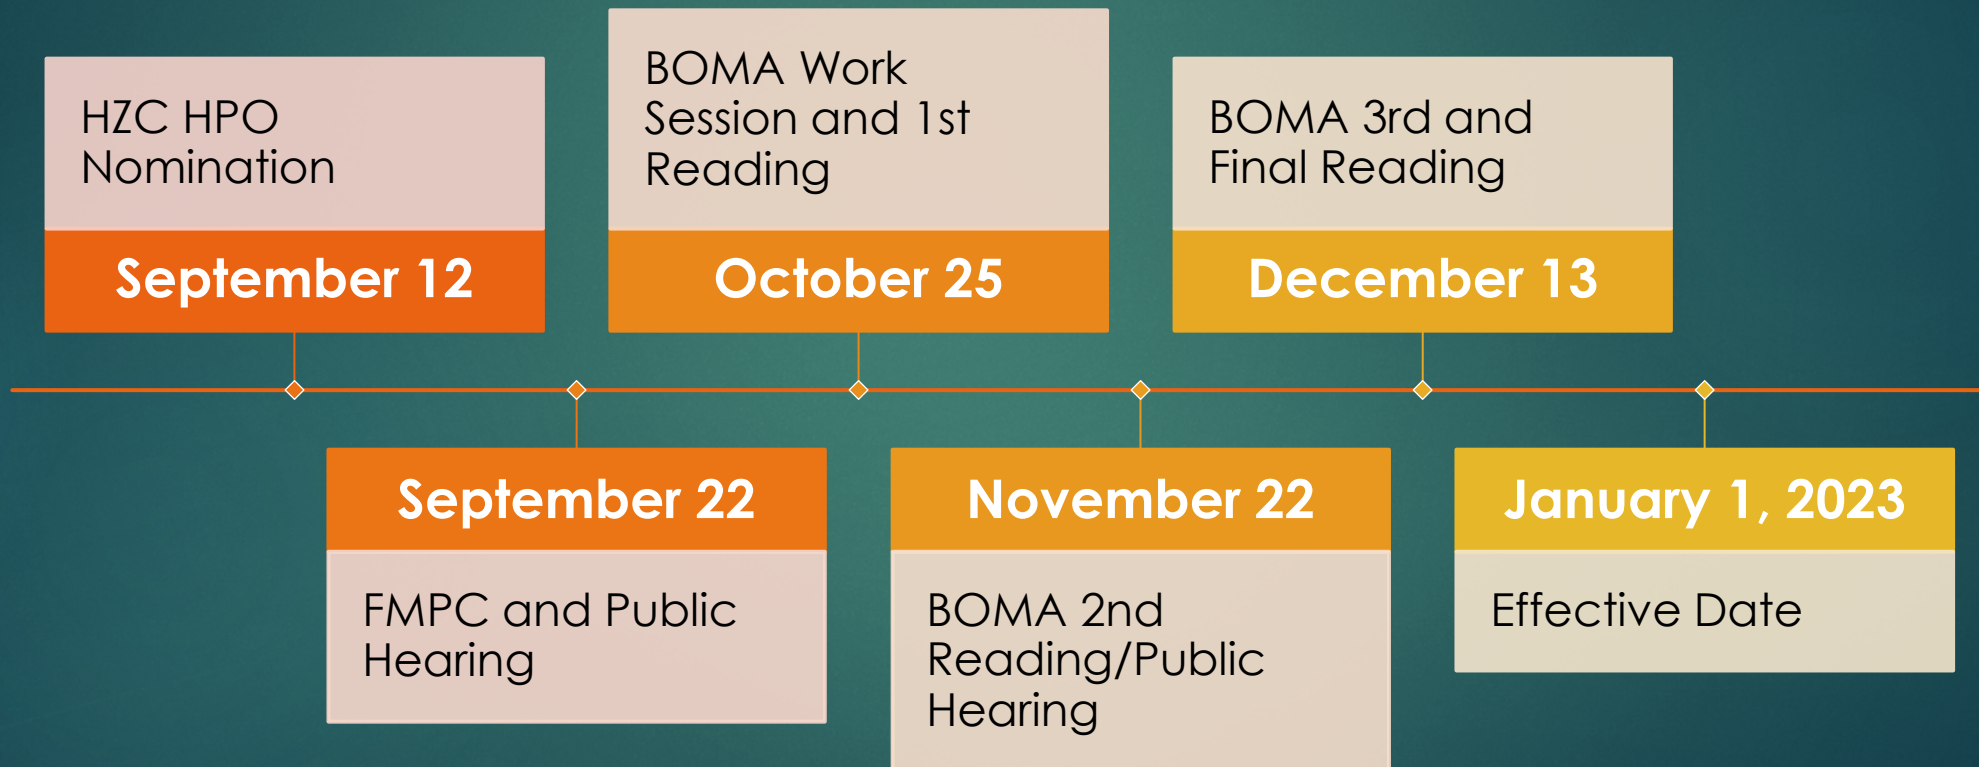 HZC HPO
Nomination
September 12
September 22
FMPC and Public
Hearing
BOMA Work
Session and 1st
Reading
October 25
November 22
BOMA 2nd
Reading/Public
Hearing
BOMA 3rd and
Final Reading
December 13
January 1, 2023
Effective Date